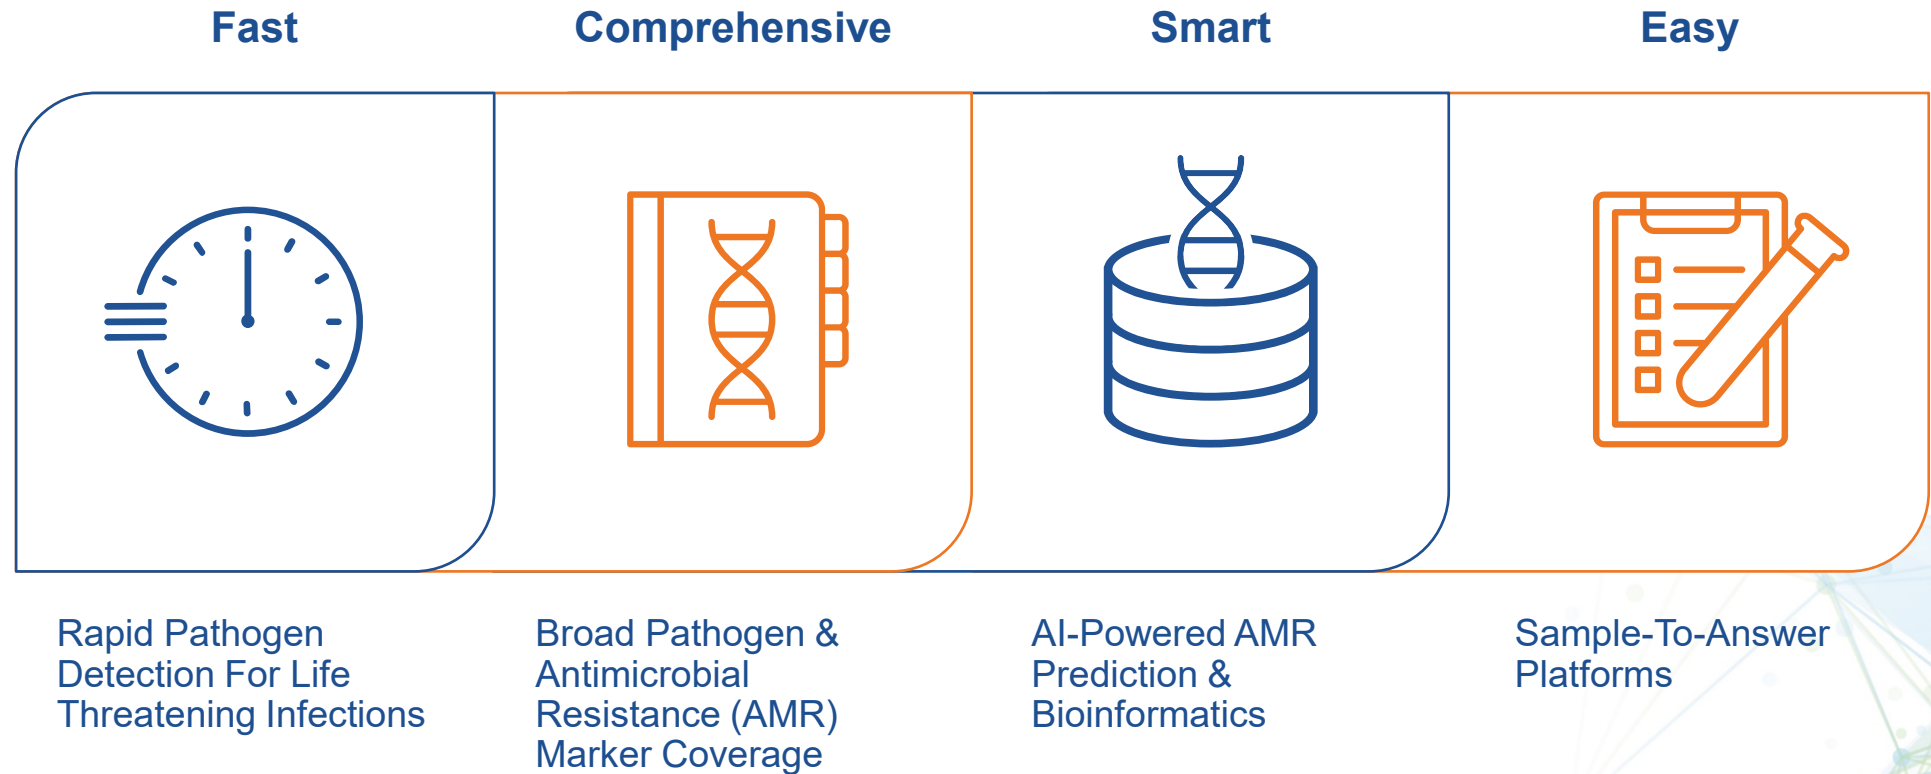 Fast
Comprehensive
Smart
Easy
Rapid Pathogen
Detection For Life
Threatening Infections
Broad Pathogen &
Antimicrobial
Resistance (AMR)
Marker Coverage
AI-Powered AMR
Prediction &
Bioinformatics
Sample-To-Answer
Platforms